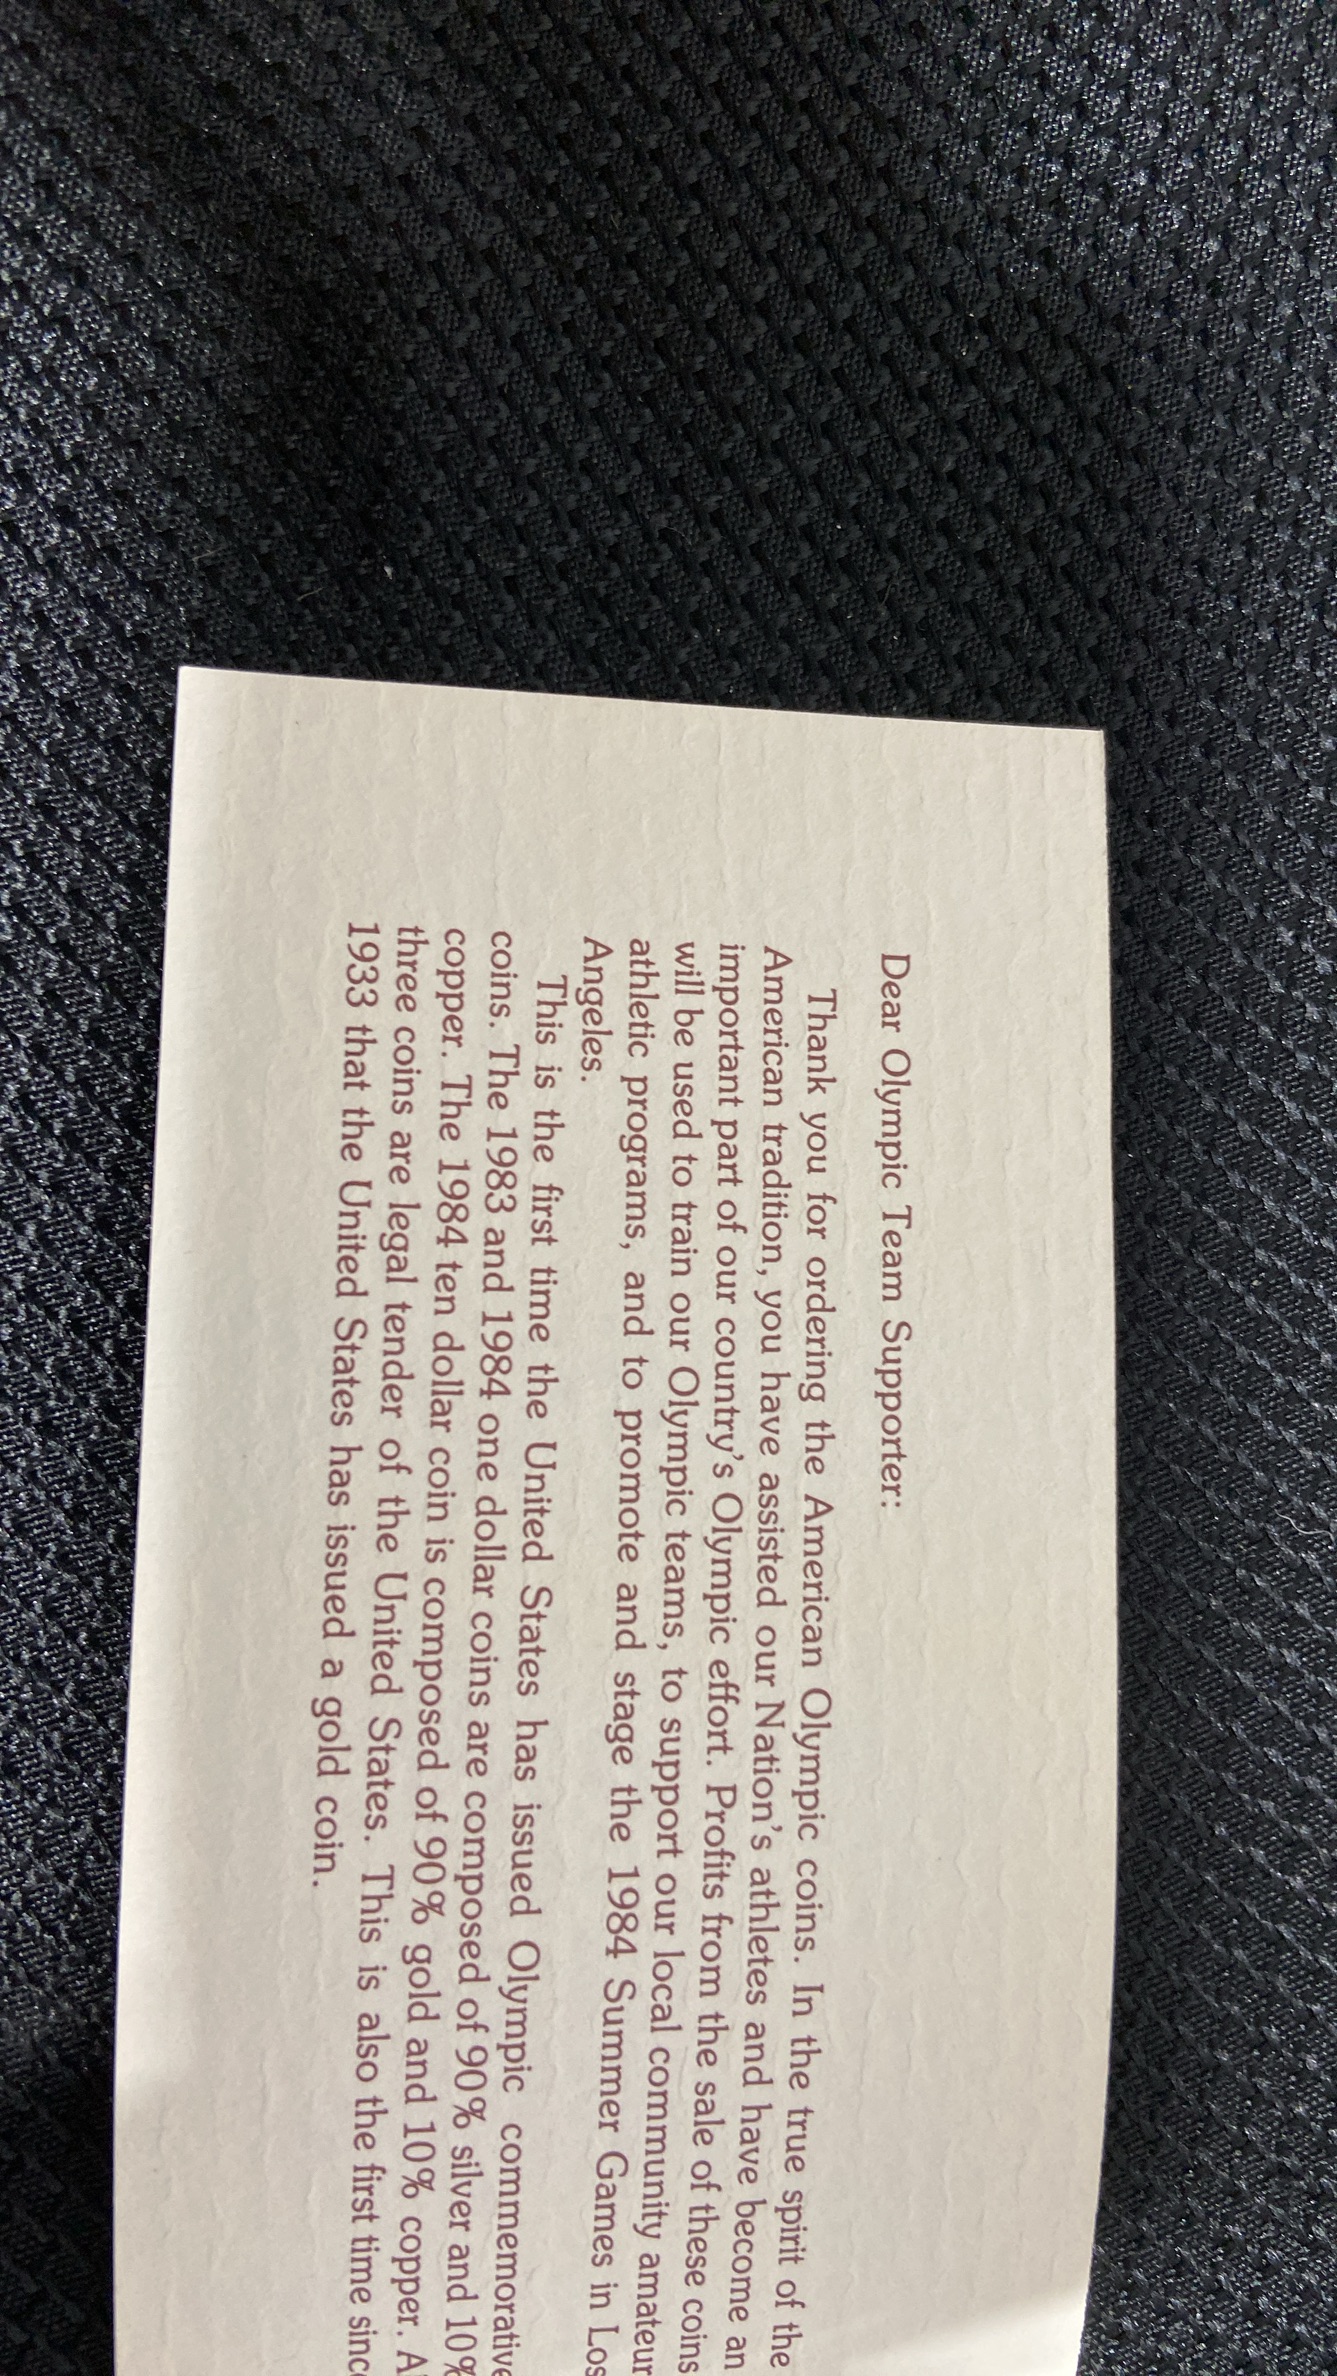 Dear Olympic Team Supporter:
Thank you for ordering the American Olympic coins. In the true spirit of the
American tradition, you have assisted our Nation's athletes and have become an
important part of our country's Olympic effort. Profits from the sale of these coins
will be used to train our Olympic teams, to support our local community amateur
athletic programs, and to promote and stage the 1984 Summer Games in Los
Angeles.
This is the first time the United States has issued Olympic commemorative
coins. The 1983 and 1984 one dollar coins are composed of 90% silver and 10%
copper. The 1984 ten dollar coin is composed of 90% gold and 10% copper.
three coins are legal tender of the United States. This is also the first time
1933 that the United States has issued a gold coin.